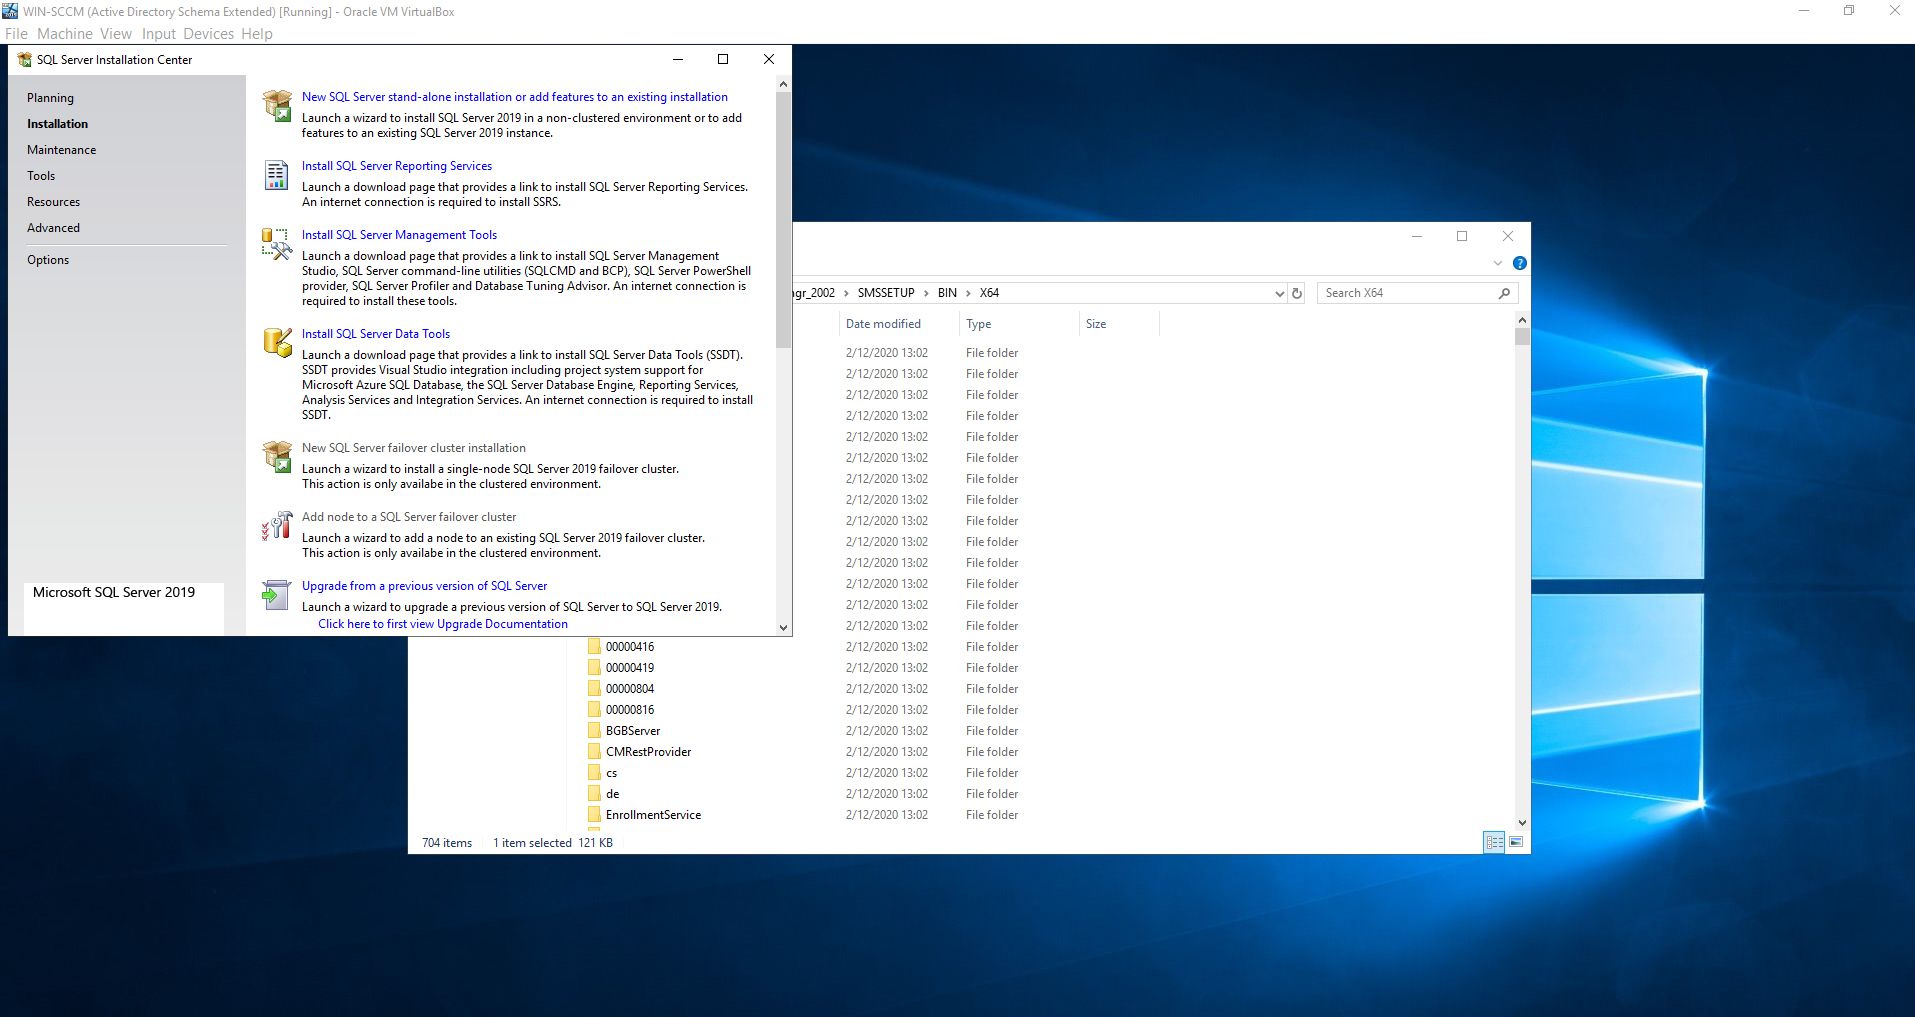 WIN-SCCM (Active Directory Schema Extended) [Running] - Oracle VM VirtualBox
File Machine View Input Devices Help
SQL Server Installation Center
Planning
Installation
Maintenance
Tools
Resources
Advanced
Options
Microsoft SQL Server 2019
New SQL Server stand-alone installation or add features to an existing installation
Launch a wizard to install SQL Server 2019 in a non-clustered environment or to add
features to an existing SQL Server 2019 instance.
Install SQL Server Reporting Services
Launch a download page that provides a link to install SQL Server Reporting Services.
An internet connection is required to install SSRS.
Install SQL Server Management Tools
Launch a download page that provides a link to install SQL Server Management
Studio, SQL Server command-line utilities (SQLCMD and BCP), SQL Server PowerShell
provider, SQL Server Profiler and Database Tuning Advisor. An internet connection is
required to install these tools.
Install SQL Server Data Tools
Launch a download page that provides a link to install SQL Server Data Tools (SSDT).
SSDT provides Visual Studio integration including project system support for
Microsoft Azure SQL Database, the SQL Server Database Engine, Reporting Services,
Analysis Services and Integration Services. An internet connection is required to install
SSDT.
New SQL Server failover cluster installation
Launch a wizard to install a single-node SQL Server 2019 failover cluster.
This action is only availabe in the clustered environment.
Add node to a SQL Server failover cluster
Launch a wizard to add a node to an existing SQL Server 2019 failover cluster.
This action is only availabe in the clustered environment.
Upgrade from a previous version of SQL Server
Launch a wizard to upgrade a previous version of SQL Server to SQL Server 2019.
Click here to first view Upgrade Documentation
gr_2002 › SMSSETUP › BIN › X64
Search X64
Date modified Type Size
2/12/2020 13:02 File folder
2/12/2020 13:02 File folder
2/12/2020 13:02 File folder
2/12/2020 13:02 File folder
2/12/2020 13:02 File folder
2/12/2020 13:02 File folder
2/12/2020 13:02 File folder
2/12/2020 13:02 File folder
2/12/2020 13:02 File folder
2/12/2020 13:02 File folder
2/12/2020 13:02 File folder
2/12/2020 13:02 File folder
2/12/2020 13:02 File folder
2/12/2020 13:02 File folder
00000416 2/12/2020 13:02 File folder
00000419 2/12/2020 13:02 File folder
00000804 2/12/2020 13:02 File folder
00000816 2/12/2020 13:02 File folder
BGBServer 2/12/2020 13:02 File folder
CMRestProvider 2/12/2020 13:02 File folder
cs 2/12/2020 13:02 File folder
de 2/12/2020 13:02 File folder
EnrollmentService 2/12/2020 13:02 File folder
704 items 1 item selected 121 KB